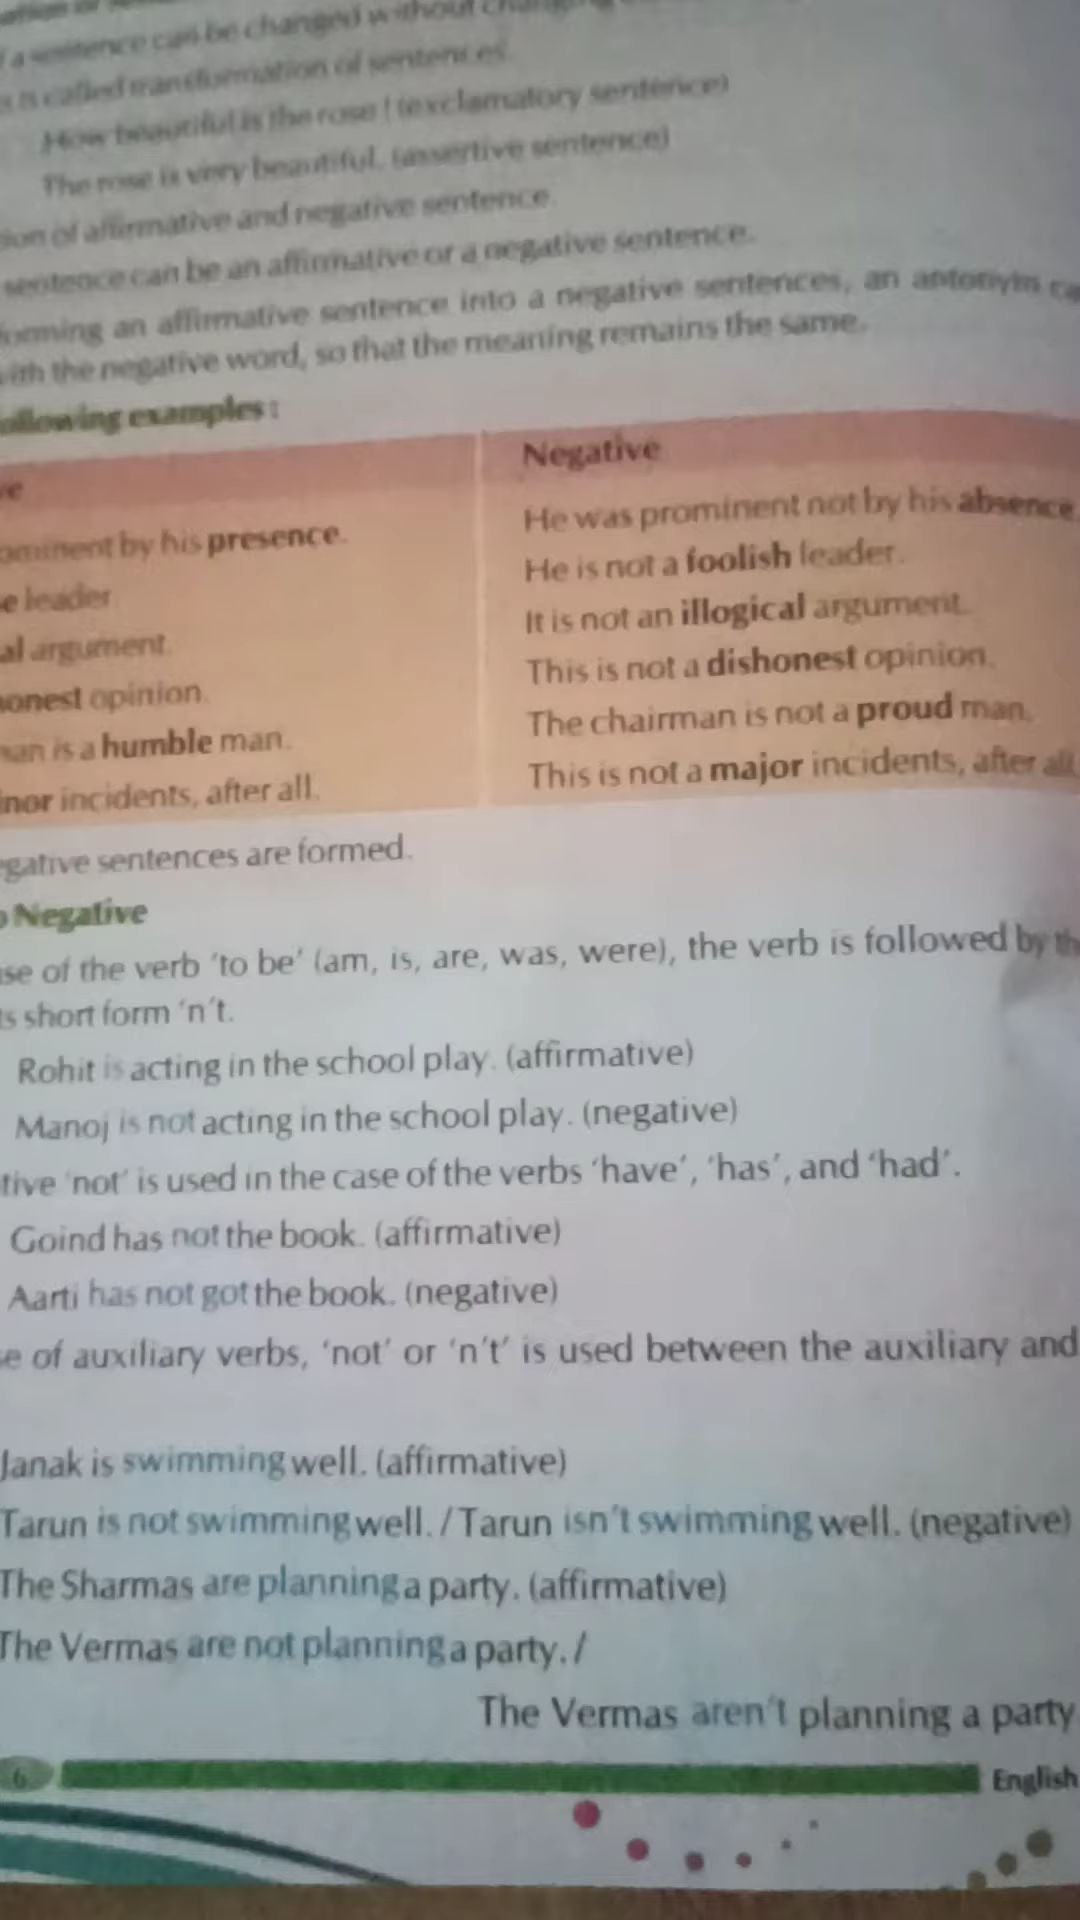 a sentence can be changed without
is called transformation of sentences.
How beautiful is the rose ! (exclamatory sentence)
The rose is very beautiful. (assertive sentence)
of affirmative and negative sentence.
sentence can be an affirmative or a negative sentence.
orming an affirmative sentence into a negative sentences, an antonym ca
with the negative word, so that the meaning remains the same.
ollowing examples :
ve
Negative
ominent by his presence.
He was prominent not by his absence.
e leader
He is not a foolish leader.
al argument.
It is not an illogical argument.
onest opinion.
This is not a dishonest opinion.
man is a humble man.
The chairman is not a proud man.
inor incidents, after all.
This is not a major incidents, after all
egative sentences are formed.
o Negative
se of the verb 'to be' (am, is, are, was, were), the verb is followed by th
ts short form 'n't.
Rohit is acting in the school play. (affirmative)
Manoj is not acting in the school play. (negative)
tive 'not' is used in the case of the verbs 'have', 'has', and 'had'.
Goind has not the book. (affirmative)
Aarti has not got the book. (negative)
se of auxiliary verbs, 'not' or 'n't' is used between the auxiliary and
Janak is swimming well. (affirmative)
Tarun is not swimming well. / Tarun isn't swimming well. (negative)
The Sharmas are planning a party. (affirmative)
The Vermas are not planning a party. /
The Vermas aren't planning a party
6
English